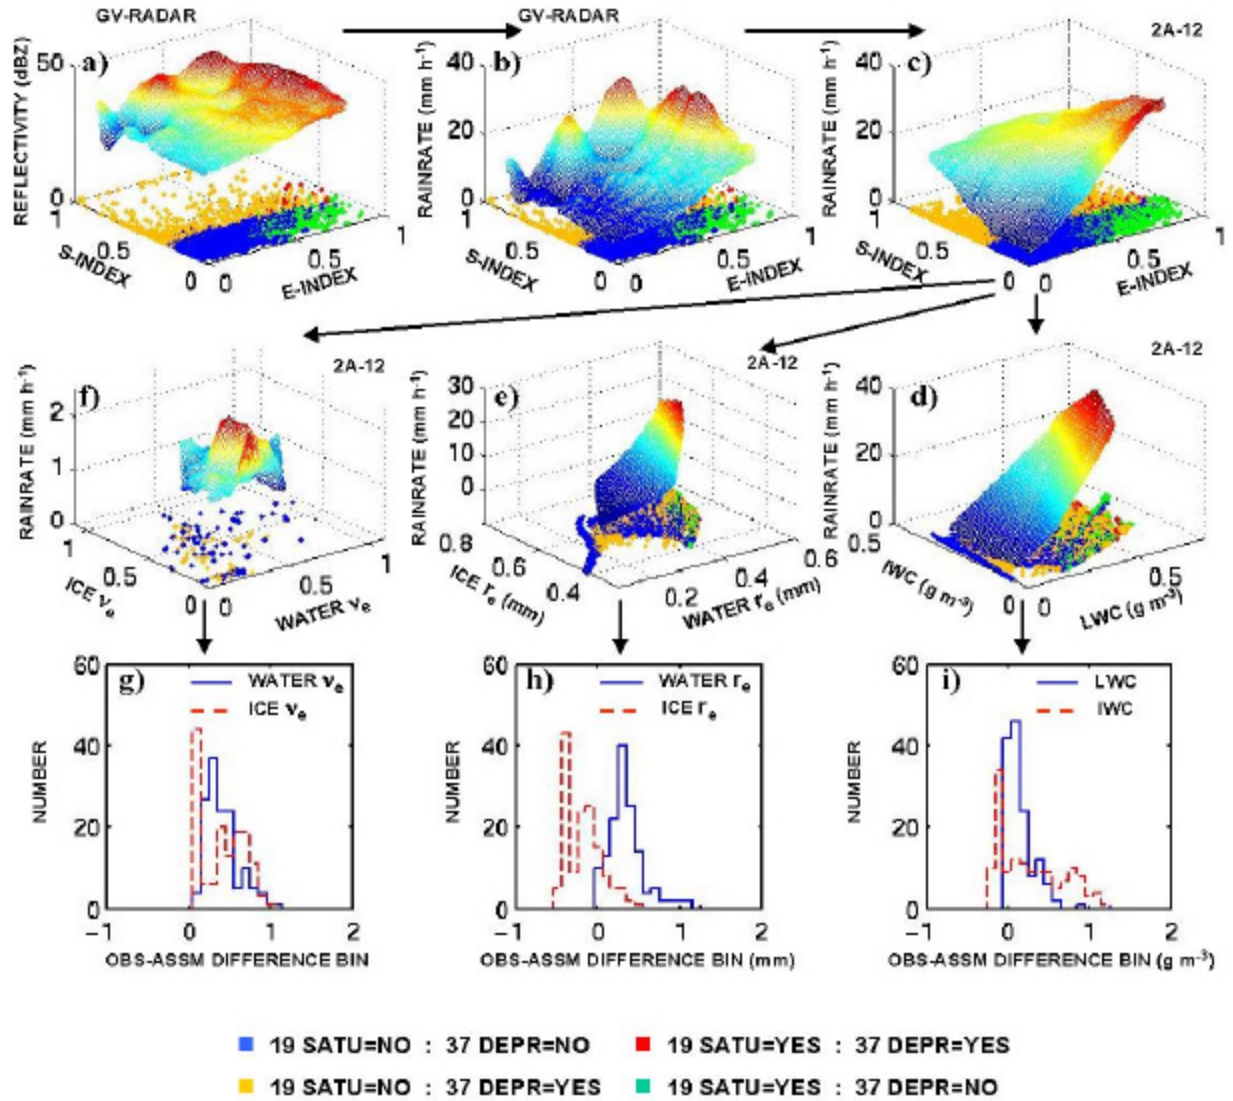 GV-RADAR
a)
REFLECTIVITY (dBZ)
50
0
1
0.5
0
S-INDEX
0
0.5
1
E-INDEX
GV-RADAR
b)
RAINRATE (mm h⁻¹)
40
20
0
1
0.5
0
S-INDEX
0
0.5
1
E-INDEX
2A-12
c)
RAINRATE (mm h⁻¹)
40
20
0
1
0.5
0
S-INDEX
0
0.5
1
E-INDEX
2A-12
f)
RAINRATE (mm h⁻¹)
2
1
0
1
0.5
0
ICE νₑ
0
0.5
1
WATER νₑ
2A-12
e)
RAINRATE (mm h⁻¹)
30
20
10
0
0.8
0.6
0.4
ICE rₑ (mm)
0.2
0.4
0.6
WATER rₑ (mm)
2A-12
d)
RAINRATE (mm h⁻¹)
40
20
0
0.5
0
IWC (g m⁻³)
0
0.5
LWC (g m⁻³)
g)
WATER νₑ
ICE νₑ
NUMBER
60
40
20
0
−1 0 1 2
OBS-ASSM DIFFERENCE BIN
h)
WATER rₑ
ICE rₑ
NUMBER
60
40
20
0
−1 0 1 2
OBS-ASSM DIFFERENCE BIN (mm)
i)
LWC
IWC
NUMBER
60
40
20
0
−1 0 1 2
OBS-ASSM DIFFERENCE BIN (g m⁻³)
19 SATU=NO : 37 DEPR=NO
19 SATU=YES : 37 DEPR=YES
19 SATU=NO : 37 DEPR=YES
19 SATU=YES : 37 DEPR=NO